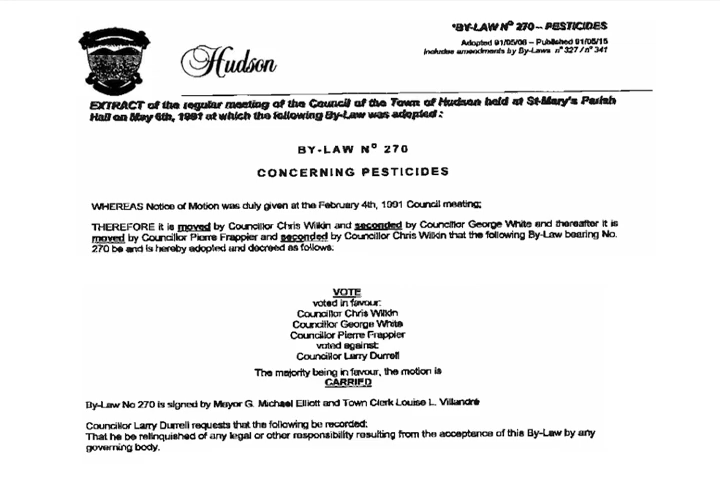 "BY-LAW Nº 270 – PESTICIDES
Adopted 91/05/06 – Published 91/05/15
Includes amendments by By-Laws nº 327 / nº 341
Hudson
EXTRACT of the regular meeting of the Council of the Town of Hudson held at St-Mary's Parish
Hall on May 6th, 1991 at which the following By-Law was adopted :
BY-LAW Nº 270
CONCERNING PESTICIDES
WHEREAS Notice of Motion was duly given at the February 4th, 1991 Council meeting;
THEREFORE it is moved by Councillor Chris Wilkin and seconded by Councillor George White and thereafter it is
moved by Councillor Pierre Frappier and seconded by Councillor Chris Wilkin that the following By-Law bearing No.
270 be and is hereby adopted and decreed as follows:
VOTE
voted in favour:
Councillor Chris Wilkin
Councillor George White
Councillor Pierre Frappier
voted against:
Councillor Larry Durrell
The majority being in favour, the motion is
CARRIED
By-Law No 270 is signed by Mayor G. Michael Elliott and Town Clerk Louise L. Villandré
Councillor Larry Durrell requests that the following be recorded:
That he be relinquished of any legal or other responsibility resulting from the acceptance of this By-Law by any
governing body.